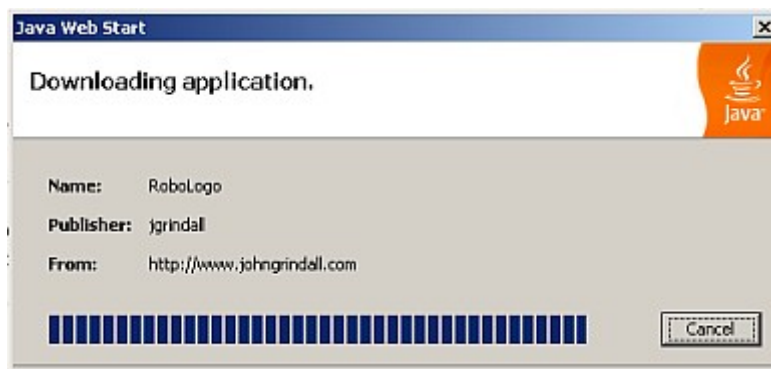 Java Web Start
Downloading application.
Java
Name: RoboLogo
Publisher: jgrindall
From: http://www.johngrindall.com
Cancel